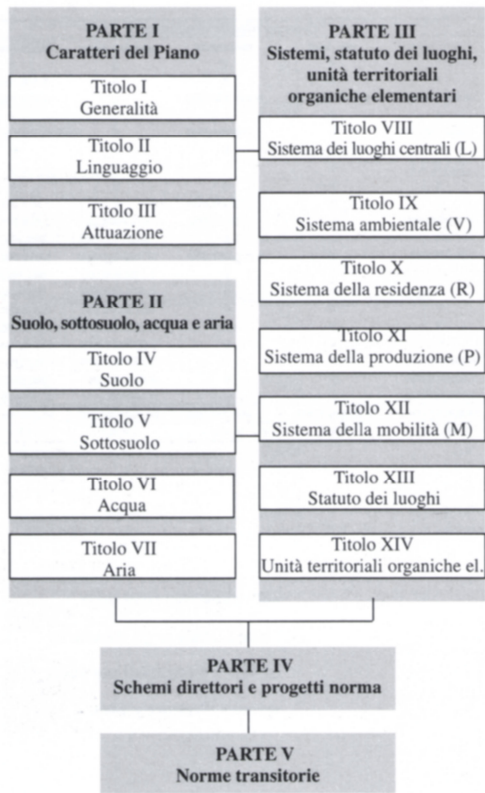 PARTE I
Caratteri del Piano
Titolo I
Generalità
Titolo II
Linguaggio
Titolo III
Attuazione
PARTE II
Suolo, sottosuolo, acqua e aria
Titolo IV
Suolo
Titolo V
Sottosuolo
Titolo VI
Acqua
Titolo VII
Aria
PARTE III
Sistemi, statuto dei luoghi,
unità territoriali
organiche elementari
Titolo VIII
Sistema dei luoghi centrali (L)
Titolo IX
Sistema ambientale (V)
Titolo X
Sistema della residenza (R)
Titolo XI
Sistema della produzione (P)
Titolo XII
Sistema della mobilità (M)
Titolo XIII
Statuto dei luoghi
Titolo XIV
Unità territoriali organiche el.
PARTE IV
Schemi direttori e progetti norma
PARTE V
Norme transitorie